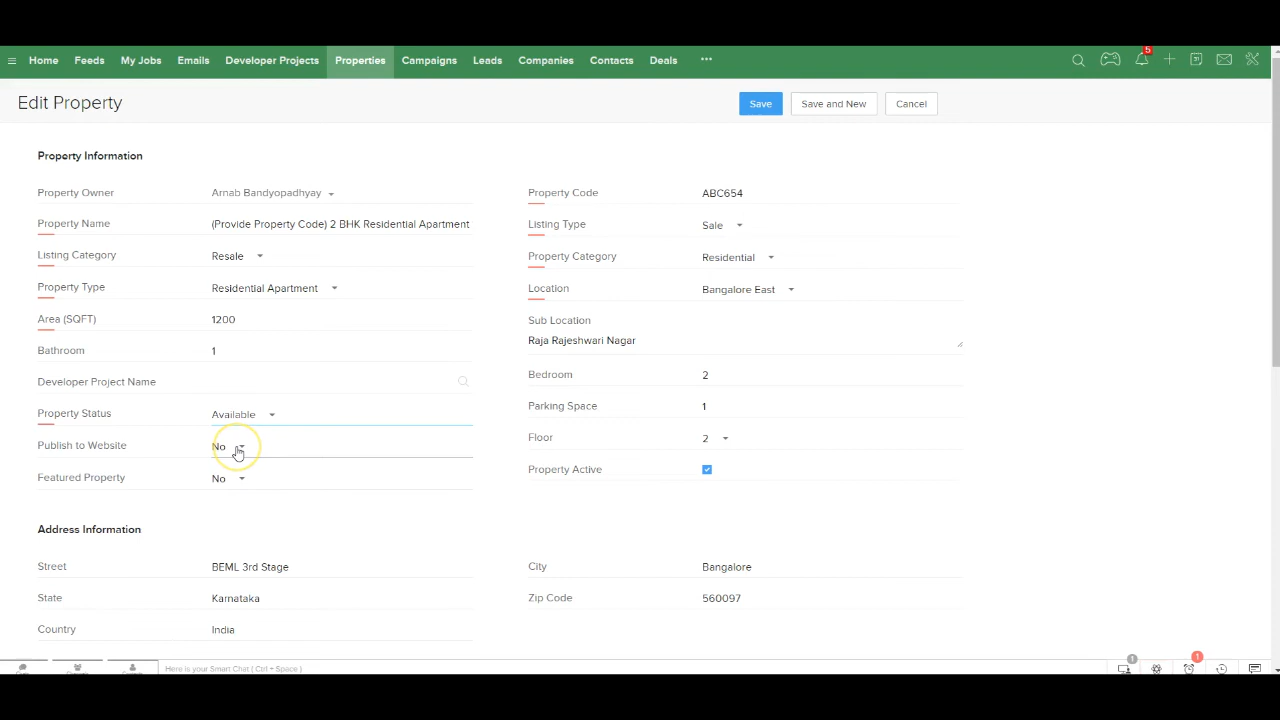 Home Feeds My Jobs Emails Developer Projects Properties Campaigns Leads Companies Contacts Deals ••• 5
Edit Property Save Save and New Cancel
Property Information
Property Owner Arnab Bandyopadhyay Property Code ABC654
Property Name (Provide Property Code) 2 BHK Residential Apartment Listing Type Sale
Listing Category Resale Property Category Residential
Property Type Residential Apartment Location Bangalore East
Area (SQFT) 1200 Sub Location
Raja Rajeshwari Nagar
Bathroom 1
Developer Project Name Bedroom 2
Property Status Available Parking Space 1
Publish to Website No Floor 2
Featured Property No Property Active
Address Information
Street BEML 3rd Stage City Bangalore
State Karnataka Zip Code 560097
Country India
Here is your Smart Chat ( Ctrl + Space ) 1 1